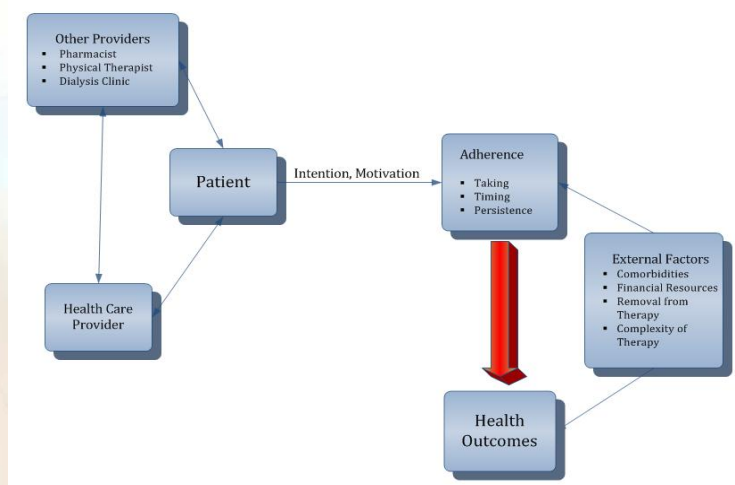 Other Providers
▪ Pharmacist
▪ Physical Therapist
▪ Dialysis Clinic
Patient
Intention, Motivation
Adherence
▪ Taking
▪ Timing
▪ Persistence
Health Care
Provider
External Factors
▪ Comorbidities
▪ Financial Resources
▪ Removal from
Therapy
▪ Complexity of
Therapy
Health
Outcomes